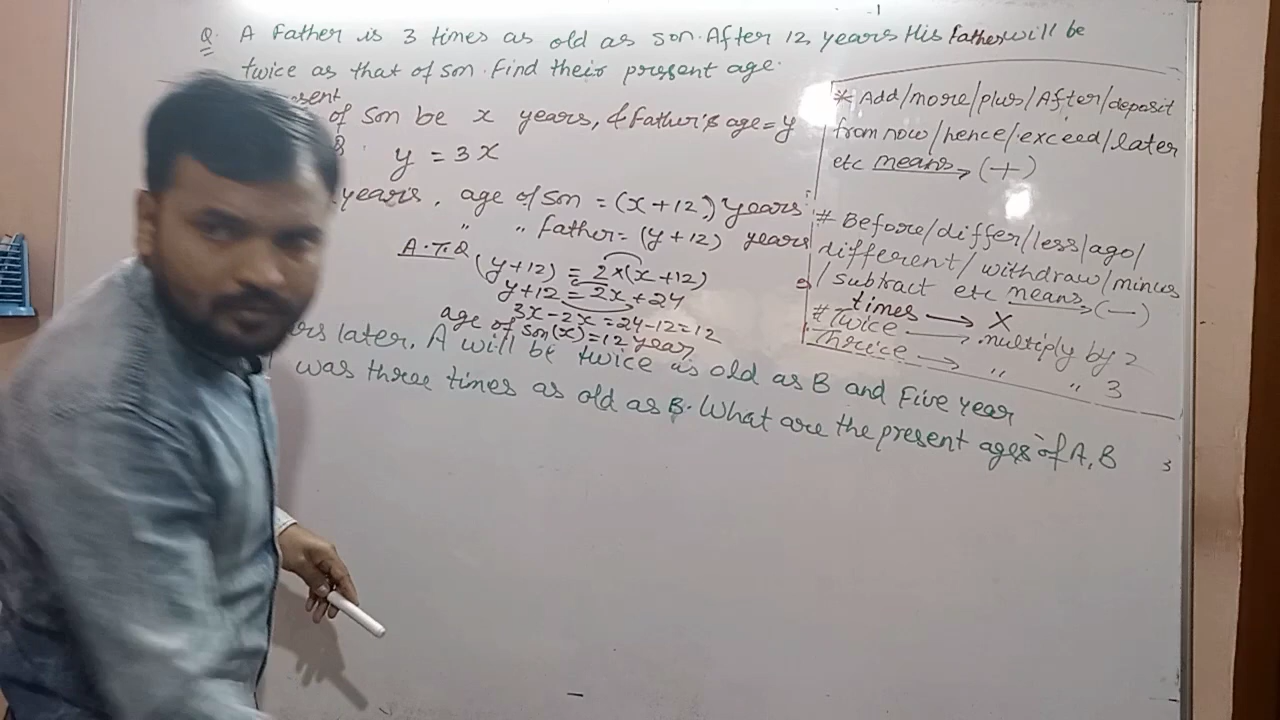 Q. A Father is 3 times as old as son. After 12 years His father will be
twice as that of son. Find their present age.
of Son be x years, & father's age = y
y = 3x
years, age of son = (x+12) years
" " father = (y+12) years
A.T.Q (y+12) = 2×(x+12)
y+12 = 2x+24
3x-2x = 24-12 = 12
age of son(x) = 12 year
later, A will be twice as old as B and Five year
was three times as old as B. What are the present ages of A, B
* Add/more/plus/After/deposit
from now/hence/exceed/later
etc means → (+)
# Before/differ/less/ago/
different/withdraw/minus
/subtract etc means → (—)
# times → X
Twice → multiply by 2
Thrice → " " 3